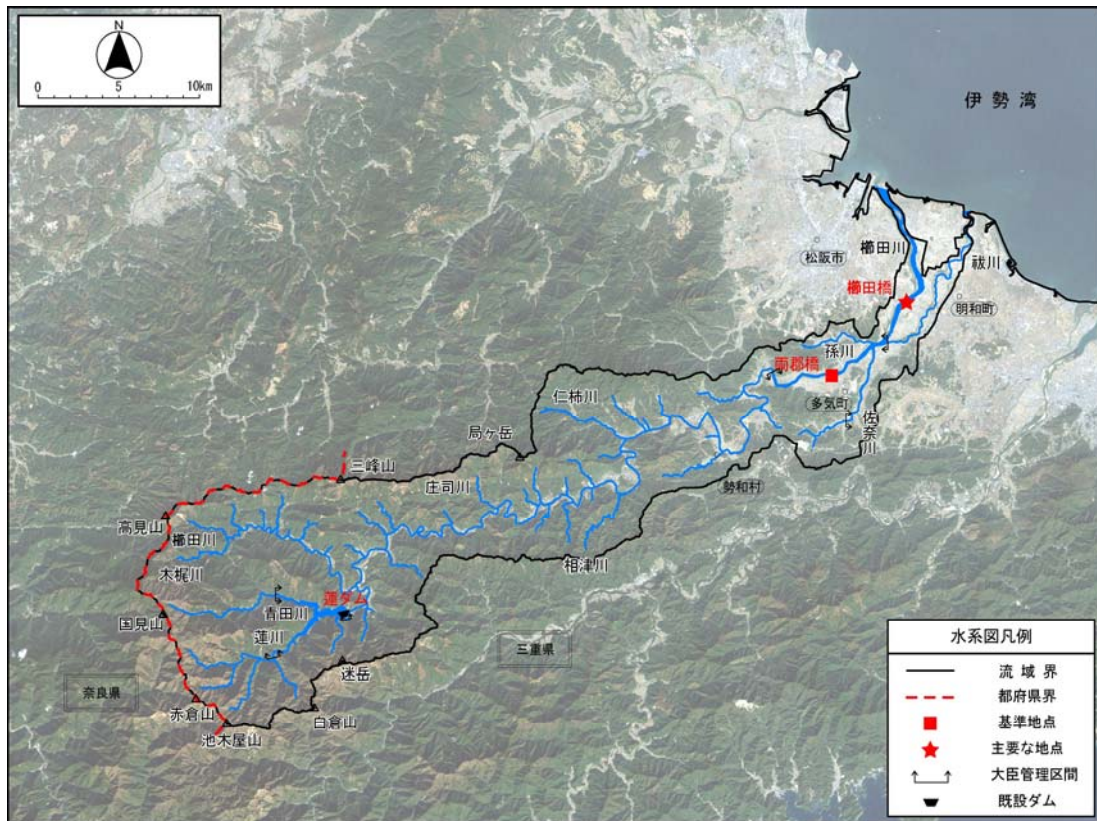 N
0 5 10km
伊勢湾
松阪市
櫛田川
祓川
櫛田橋
明和町
孫川
両郡橋
多気町
佐奈川
仁柿川
局ヶ岳
三峰山
庄司川
勢和村
高見山
櫛田川
相津川
木梶川
青田川
蓮ダム
国見山
蓮川
三重県
迷岳
奈良県
赤倉山
白倉山
池木屋山
水系図凡例
流域界
都府県界
基準地点
主要な地点
大臣管理区間
既設ダム